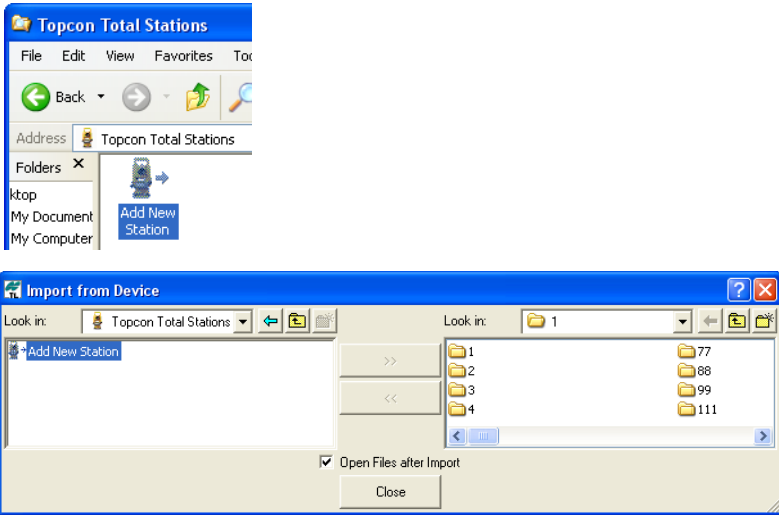 Topcon Total Stations
File Edit View Favorites Too
Back
Address Topcon Total Stations
Folders
ktop
My Document
My Computer
Add New
Station
TL Import from Device
Look in: Topcon Total Stations
Add New Station
>>
<<
Look in: 1
1 77
2 88
3 99
4 111
Open Files after Import
Close